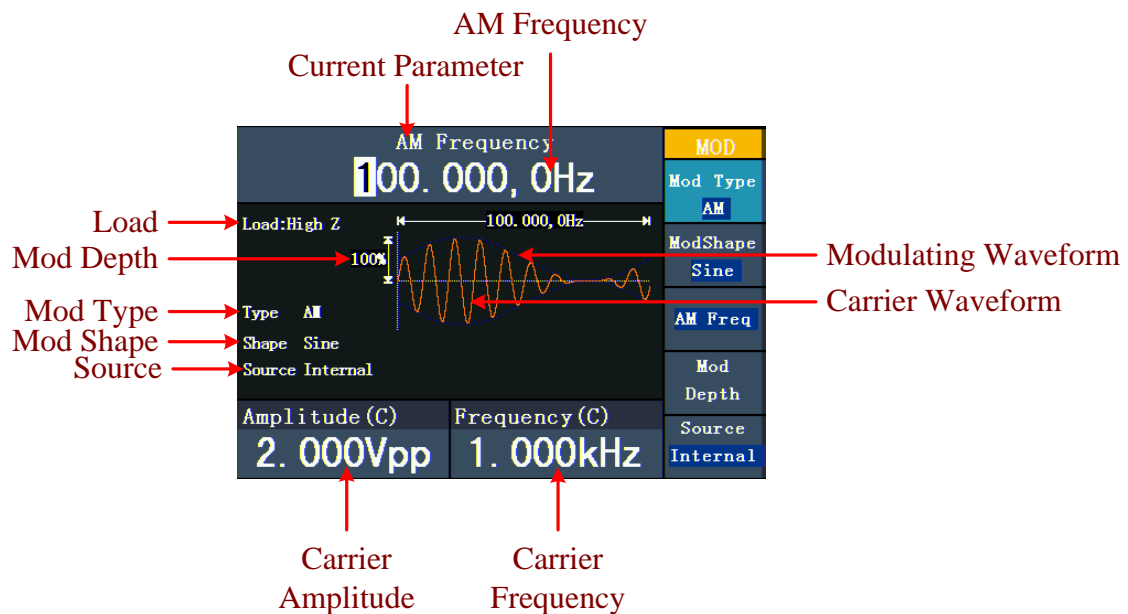 AM Frequency
Current Parameter
AM Frequency
100.000,0Hz
MOD
Mod Type
AM
ModShape
Sine
AM Freq
Mod
Depth
Source
Internal
Load
Load:High Z
100.000,0Hz
Mod Depth
100%
Modulating Waveform
Carrier Waveform
Mod Type
Type AM
Mod Shape
Shape Sine
Source
Source Internal
Amplitude(C)
2.000Vpp
Frequency(C)
1.000kHz
Carrier
Amplitude
Carrier
Frequency